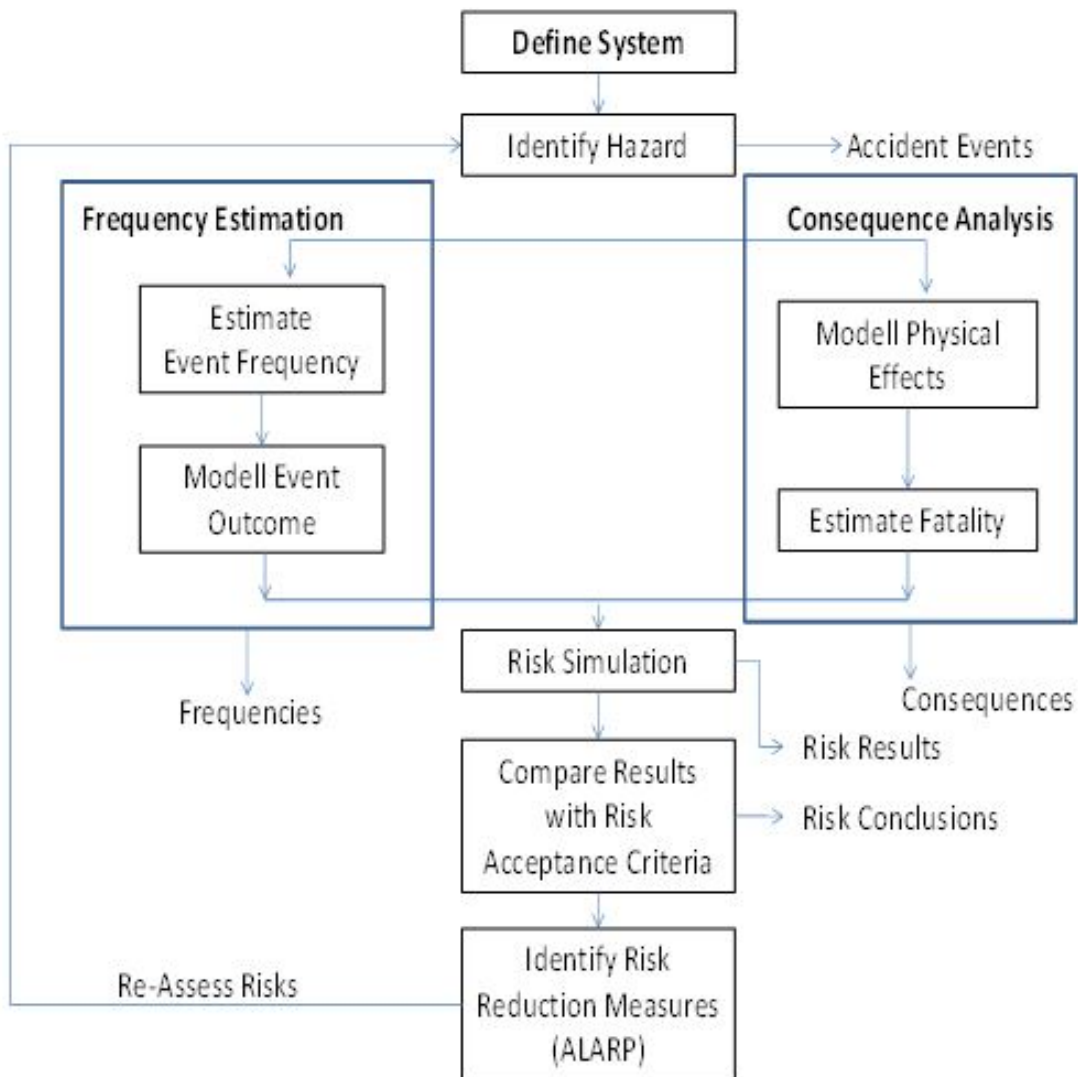 Define System
Identify Hazard
Accident Events
Frequency Estimation
Consequence Analysis
Estimate
Event Frequency
Modell Physical
Effects
Modell Event
Outcome
Estimate Fatality
Risk Simulation
Frequencies
Consequences
Risk Results
Compare Results
with Risk
Acceptance Criteria
Risk Conclusions
Identify Risk
Reduction Measures
(ALARP)
Re-Assess Risks